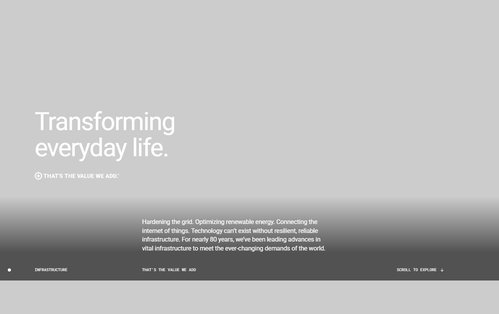 Transforming
everyday life.
THAT'S THE VALUE WE ADD.™
Hardening the grid. Optimizing renewable energy. Connecting the
internet of things. Technology can't exist without resilient, reliable
infrastructure. For nearly 80 years, we've been leading advances in
vital infrastructure to meet the ever-changing demands of the world.
INFRASTRUCTURE
THAT'S THE VALUE WE ADD
SCROLL TO EXPLORE ↓